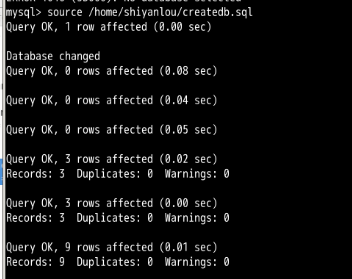 mysql> source /home/shiyanlou/createdb.sql
Query OK, 1 row affected (0.00 sec)
Database changed
Query OK, 0 rows affected (0.08 sec)
Query OK, 0 rows affected (0.04 sec)
Query OK, 0 rows affected (0.05 sec)
Query OK, 3 rows affected (0.02 sec)
Records: 3  Duplicates: 0  Warnings: 0
Query OK, 3 rows affected (0.00 sec)
Records: 3  Duplicates: 0  Warnings: 0
Query OK, 9 rows affected (0.01 sec)
Records: 9  Duplicates: 0  Warnings: 0